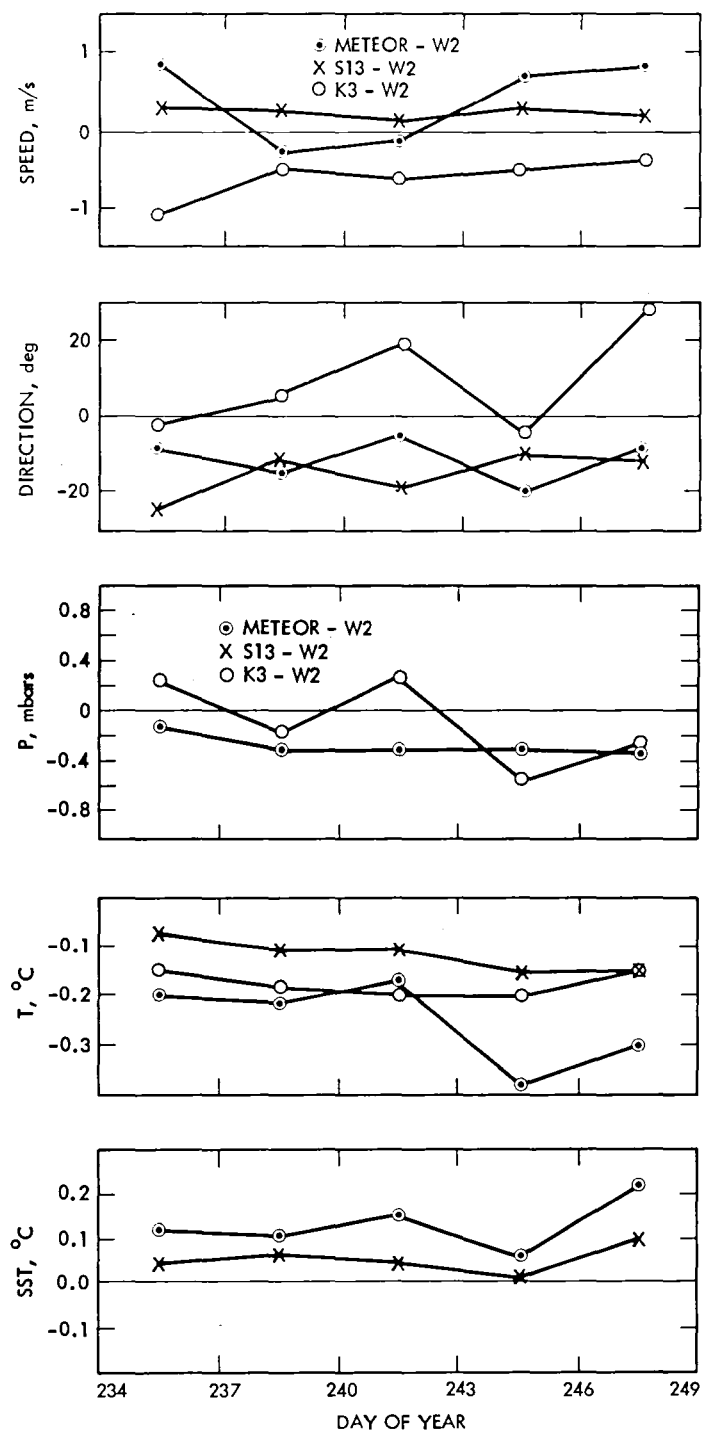 METEOR - W2
S13 - W2
K3 - W2
SPEED, m/s
1
0
-1
DIRECTION, deg
20
0
-20
METEOR - W2
S13 - W2
K3 - W2
P, mbars
0.8
0.4
0
-0.4
-0.8
T, °C
-0.1
-0.2
-0.3
SST, °C
0.2
0.1
0.0
-0.1
234 237 240 243 246 249
DAY OF YEAR